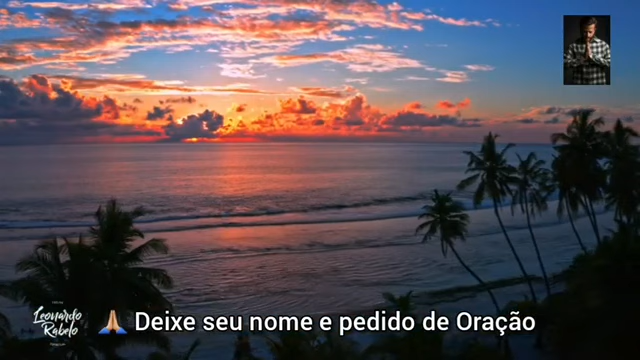 Leonardo
Rabelo
🙏🏼 Deixe seu nome e pedido de Oração